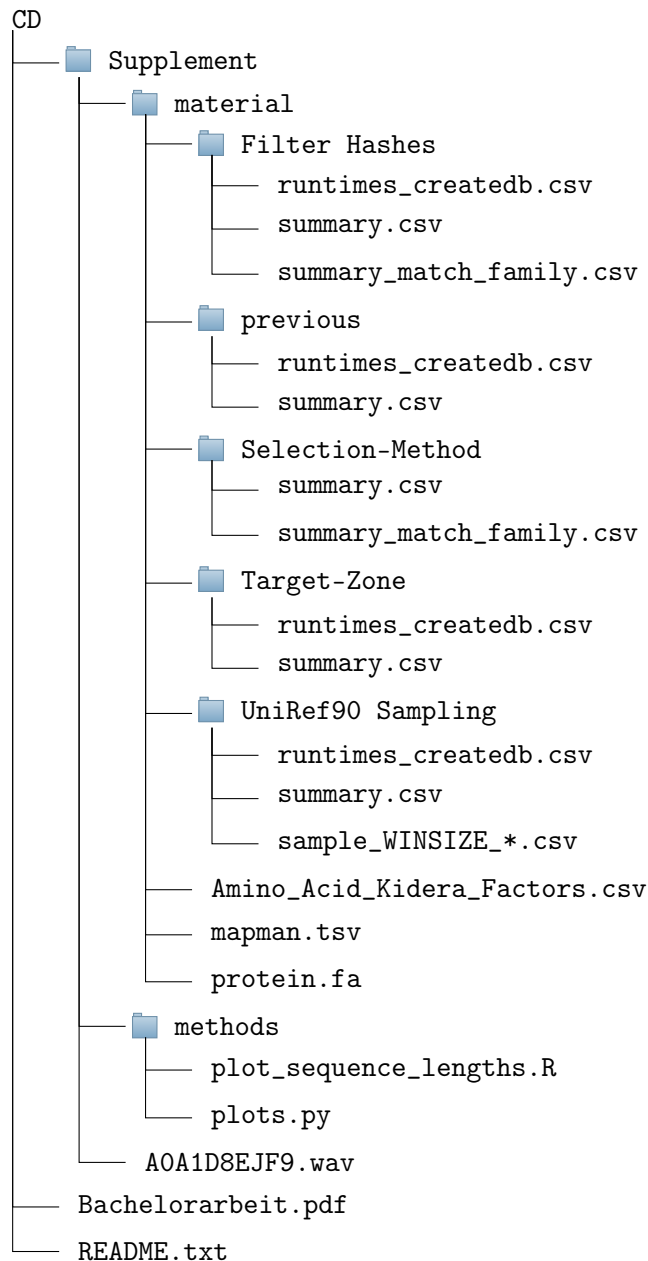 CD
Supplement
material
Filter Hashes
runtimes_createdb.csv
summary.csv
summary_match_family.csv
previous
runtimes_createdb.csv
summary.csv
Selection-Method
summary.csv
summary_match_family.csv
Target-Zone
runtimes_createdb.csv
summary.csv
UniRef90 Sampling
runtimes_createdb.csv
summary.csv
sample_WINSIZE_*.csv
Amino_Acid_Kidera_Factors.csv
mapman.tsv
protein.fa
methods
plot_sequence_lengths.R
plots.py
A0A1D8EJF9.wav
Bachelorarbeit.pdf
README.txt